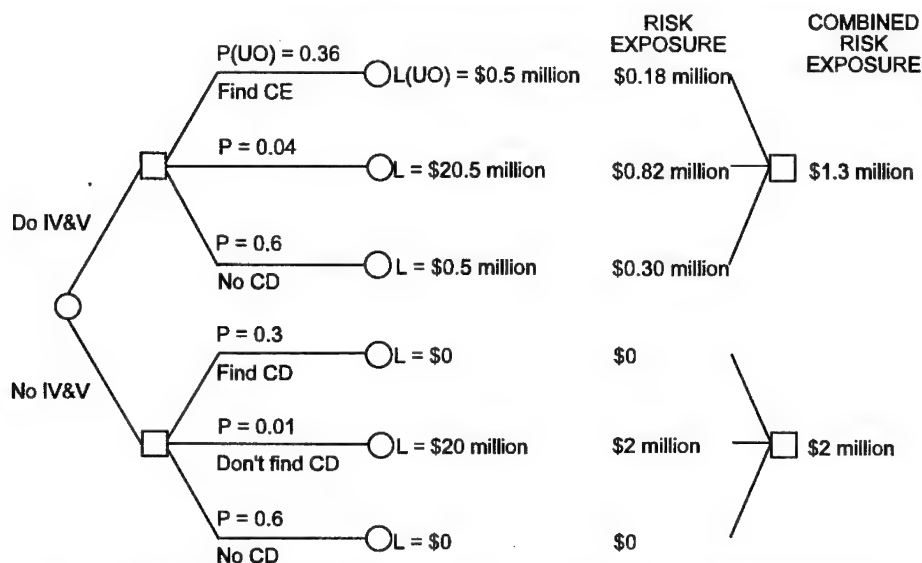 RISK
EXPOSURE
COMBINED
RISK
EXPOSURE
P(UO) = 0.36
Find CE
L(UO) = $0.5 million
$0.18 million
P = 0.04
L = $20.5 million
$0.82 million
$1.3 million
Do IV&V
P = 0.6
No CD
L = $0.5 million
$0.30 million
P = 0.3
Find CD
L = $0
$0
No IV&V
P = 0.01
Don't find CD
L = $20 million
$2 million
$2 million
P = 0.6
No CD
L = $0
$0